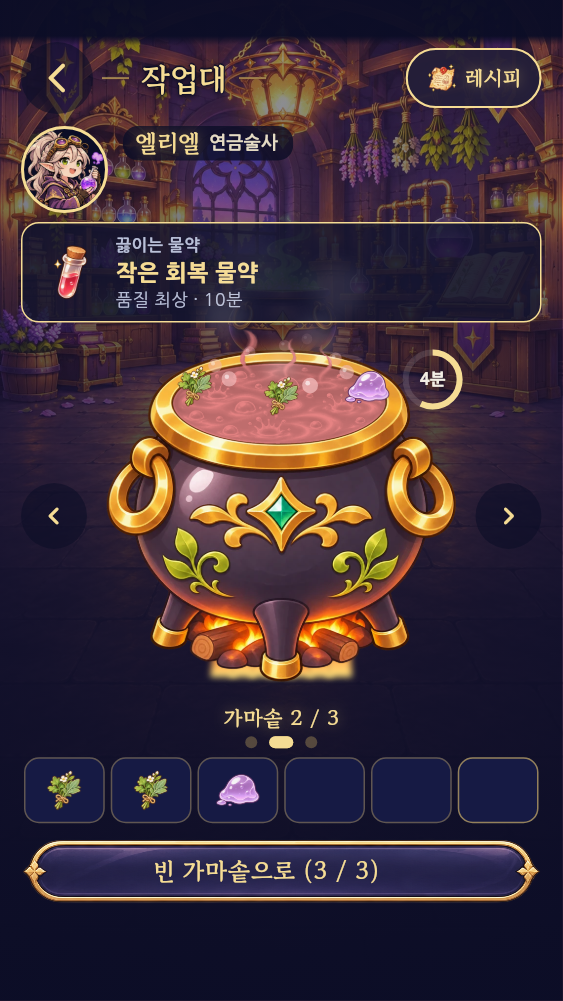 작업대
레시피
엘리엘 연금술사
끓이는 물약
작은 회복 물약
품질 최상 · 10분
4분
가마솥 2 / 3
빈 가마솥으로 (3 / 3)